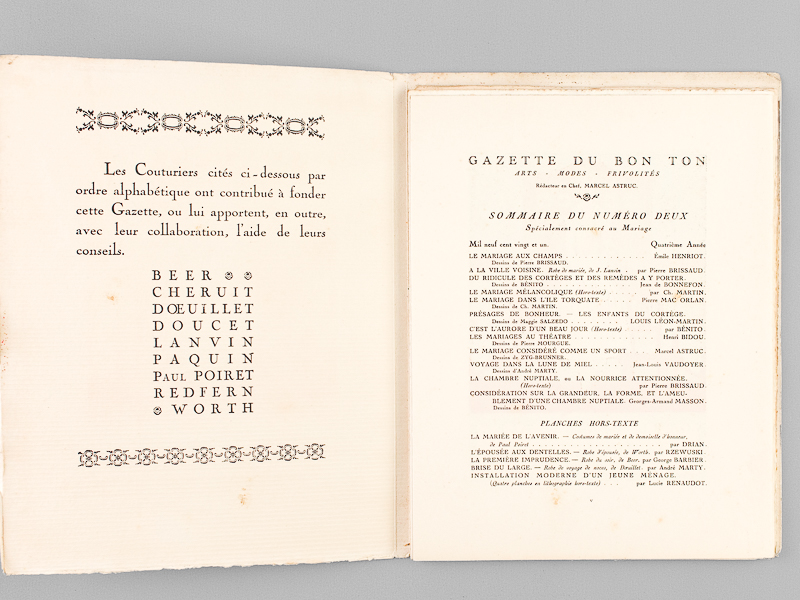 Les Couturiers cités ci-dessous par
ordre alphabétique ont contribué à fonder
cette Gazette, ou lui apportent, en outre,
avec leur collaboration, l'aide de leurs
conseils.
BEER
CHERUIT
DŒUILLET
DOUCET
LANVIN
PAQUIN
PAUL POIRET
REDFERN
WORTH
GAZETTE DU BON TON
ARTS - MODES - FRIVOLITÉS
Rédacteur en Chef, MARCEL ASTRUC.
SOMMAIRE DU NUMÉRO DEUX
Spécialement consacré au Mariage
Mil neuf cent vingt et un. Quatrième Année
LE MARIAGE AUX CHAMPS . . . . . . . . . . . . . Émile HENRIOT.
Dessins de Pierre BRISSAUD.
A LA VILLE VOISINE. Robe de mariée, de J. Lanvin . . par Pierre BRISSAUD.
DU RIDICULE DES CORTÈGES ET DES REMÈDES A Y PORTER.
Dessins de BÉNITO . . . . . . . . . . . . Jean de BONNEFON.
LE MARIAGE MÉLANCOLIQUE (Hors-texte) . . . . . . par Ch. MARTIN.
LE MARIAGE DANS L'ILE TORQUATE . . . . . Pierre MAC ORLAN.
Dessins de Ch. MARTIN.
PRÉSAGES DE BONHEUR. — LES ENFANTS DU CORTÈGE.
Dessins de Maggie SALZEDO . . . . . . . LOUIS LÉON-MARTIN.
C'EST L'AURORE D'UN BEAU JOUR (Hors-texte) . . . . par BÉNITO.
LES MARIAGES AU THÉATRE . . . . . . . . . . Henri BIDOU.
Dessins de Pierre MOURGUE.
LE MARIAGE CONSIDÉRÉ COMME UN SPORT . . . Marcel ASTRUC.
Dessins de ZYG-BRUNNER.
VOYAGE DANS LA LUNE DE MIEL . . . . . Jean-Louis VAUDOYER.
Dessins d'André MARTY.
LA CHAMBRE NUPTIALE, ou LA NOURRICE ATTENTIONNÉE.
(Hors-texte) par Pierre BRISSAUD.
CONSIDÉRATION SUR LA GRANDEUR, LA FORME, ET L'AMEU-
BLEMENT D'UNE CHAMBRE NUPTIALE. Georges-Armand MASSON.
Dessins de BÉNITO.
PLANCHES HORS-TEXTE
LA MARIÉE DE L'AVENIR. — Costumes de mariée et de demoiselle d'honneur,
de Paul Poiret . . . . . . . . . . . . . . . . . par DRIAN.
L'ÉPOUSÉE AUX DENTELLES. — Robe d'épousée, de Worth. par RZEWUSKI.
LA PREMIÈRE IMPRUDENCE. — Robe du soir, de Beer. par George BARBIER
BRISE DU LARGE. — Robe de voyage de noces, de Dœuillet. par André MARTY.
INSTALLATION MODERNE D'UN JEUNE MÉNAGE.
(Quatre planches en lithographie hors-texte) . . . par Lucie RENAUDOT.